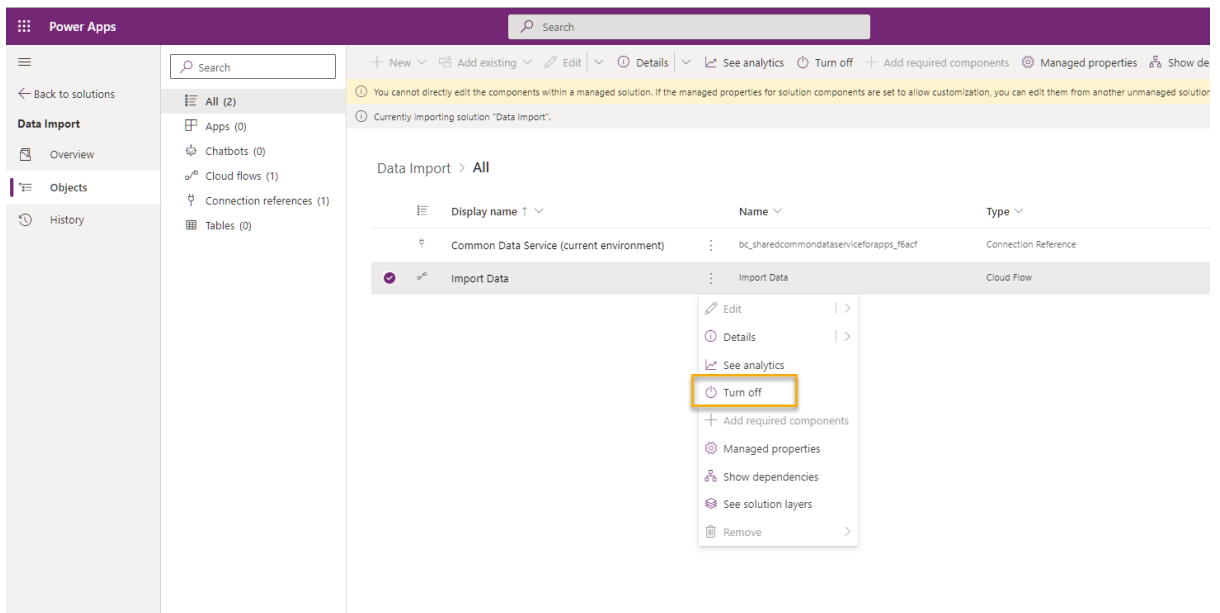 Power Apps
Search
Back to solutions
Data Import
Overview
Objects
History
Search
All (2)
Apps (0)
Chatbots (0)
Cloud flows (1)
Connection references (1)
Tables (0)
New Add existing Edit Details See analytics Turn off Add required components Managed properties Show de
You cannot directly edit the components within a managed solution. If the managed properties for solution components are set to allow customization, you can edit them from another unmanaged solution
Currently importing solution "Data Import".
Data Import > All
Display name ↑ Name Type
Common Data Service (current environment) bc_sharedcommondataserviceforapps_f6acf Connection Reference
Import Data Import Data Cloud Flow
Edit
Details
See analytics
Turn off
Add required components
Managed properties
Show dependencies
See solution layers
Remove